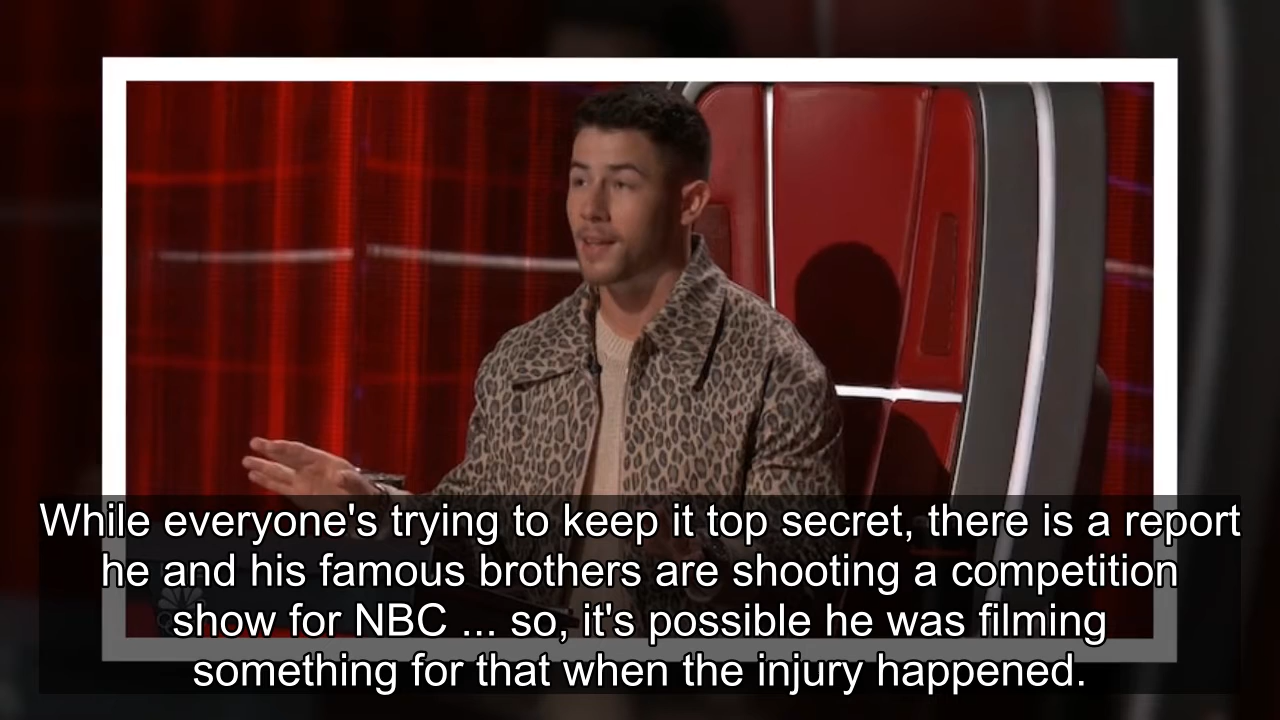 While everyone's trying to keep it top secret, there is a report
he and his famous brothers are shooting a competition
show for NBC ... so, it's possible he was filming
something for that when the injury happened.